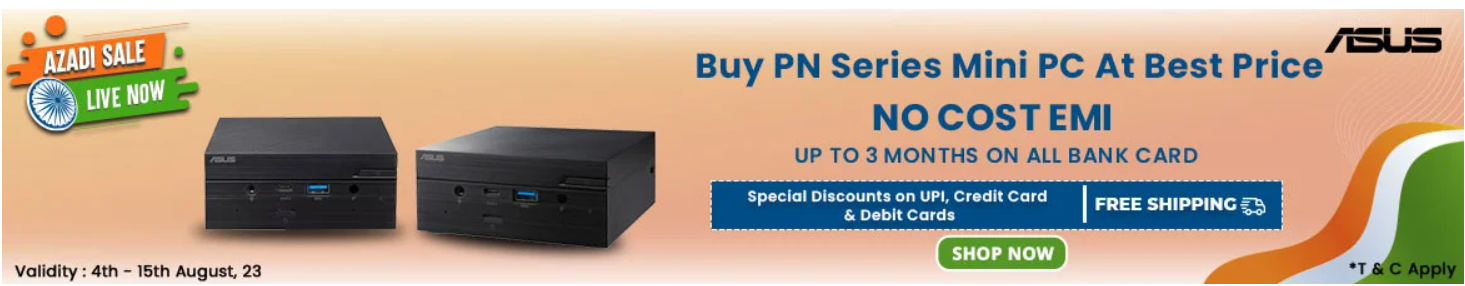 AZADI SALE
LIVE NOW
ASUS
Buy PN Series Mini PC At Best Price
NO COST EMI
UP TO 3 MONTHS ON ALL BANK CARD
Special Discounts on UPI, Credit Card
& Debit Cards
FREE SHIPPING
SHOP NOW
ASUS
ASUS
Validity : 4th - 15th August, 23
*T & C Apply